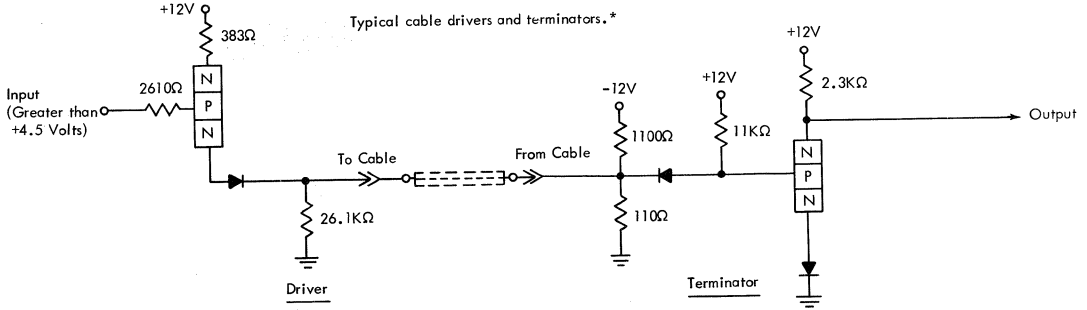 Typical cable drivers and terminators.*
+12V
383Ω
N
P
N
2610Ω
Input
(Greater than
+4.5 Volts)
To Cable
From Cable
26.1KΩ
Driver
-12V
1100Ω
110Ω
+12V
11KΩ
+12V
2.3KΩ
Output
N
P
N
Terminator